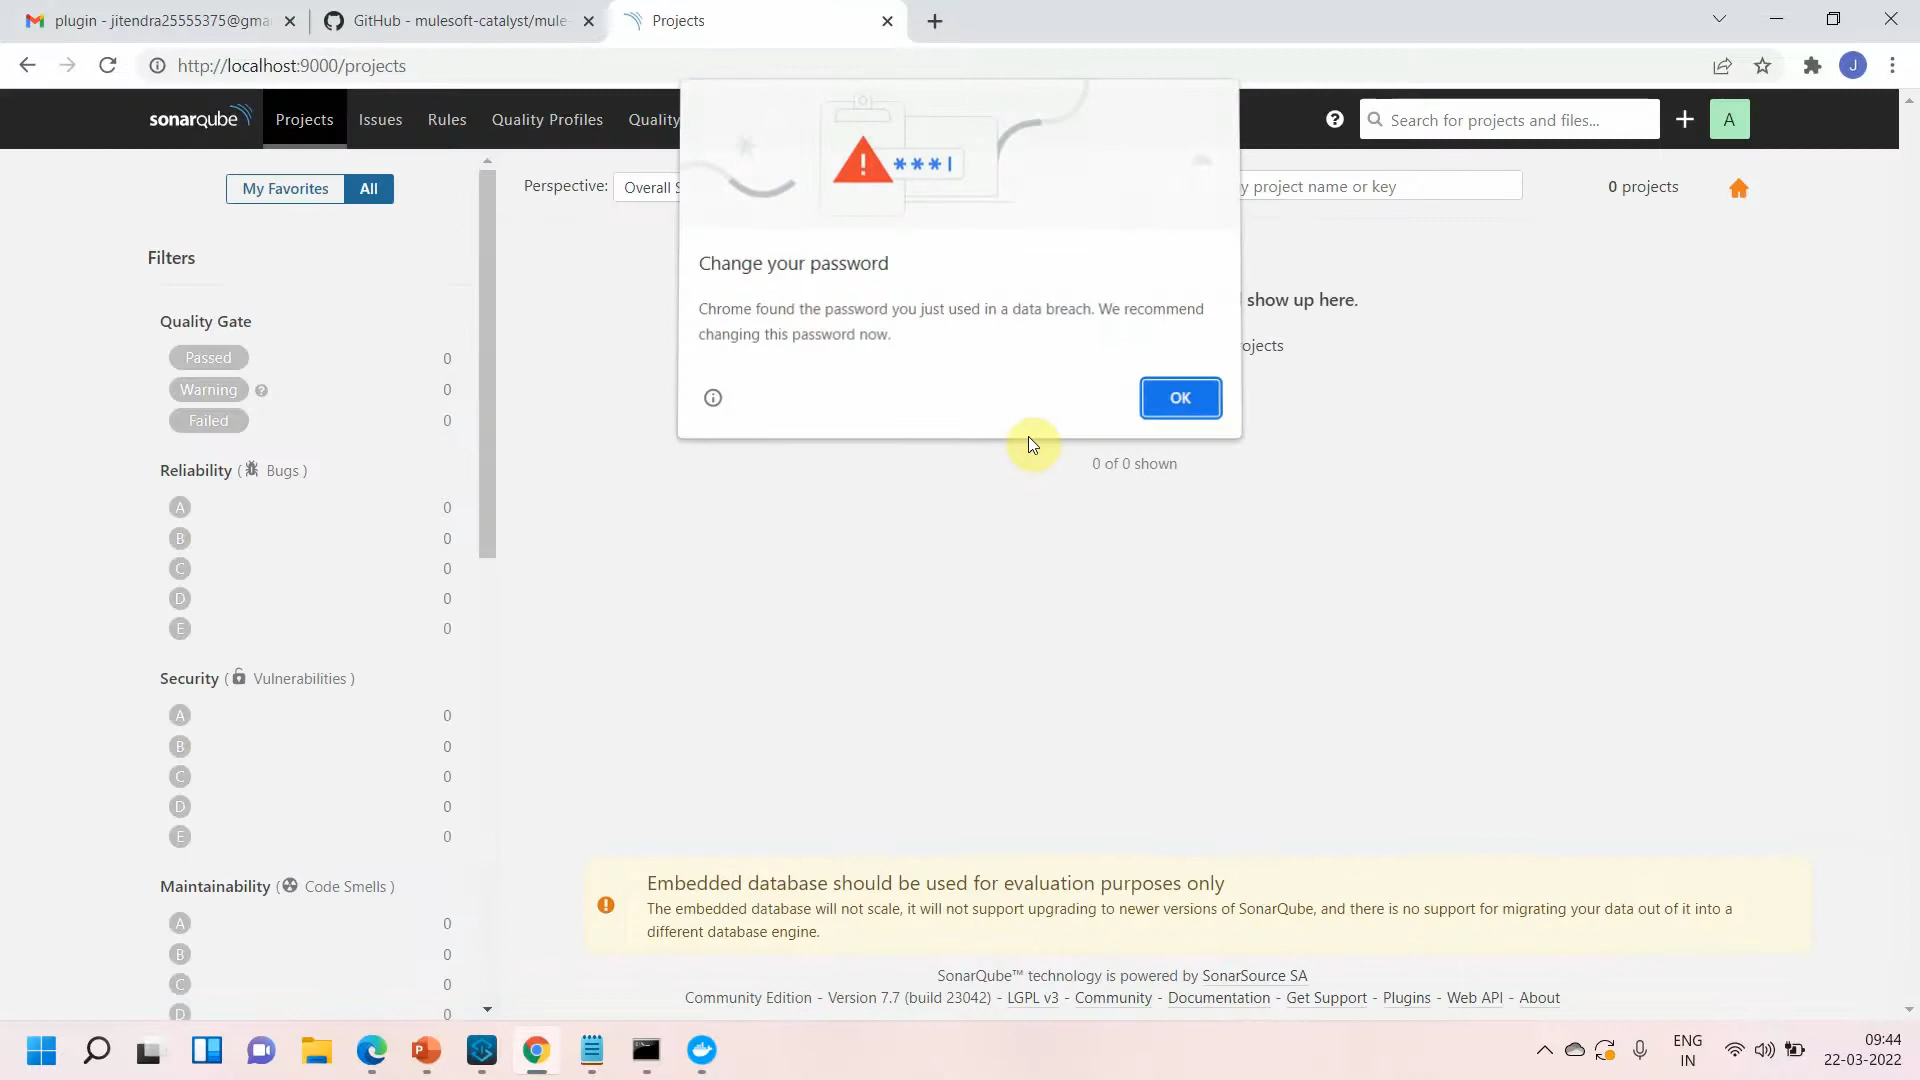 plugin - jitendra25555375@gma
GitHub - mulesoft-catalyst/mule-
Projects
http://localhost:9000/projects
J
sonarqube
Projects
Issues
Rules
Quality Profiles
Quality
Search for projects and files...
A
My Favorites
All
Perspective:
Overall S
y project name or key
0 projects
***|
Change your password
Chrome found the password you just used in a data breach. We recommend
changing this password now.
OK
show up here.
ojects
0 of 0 shown
Filters
Quality Gate
Passed 0
Warning 0
Failed 0
Reliability ( Bugs )
A 0
B 0
C 0
D 0
E 0
Security ( Vulnerabilities )
A 0
B 0
C 0
D 0
E 0
Maintainability ( Code Smells )
A 0
B 0
C 0
D 0
Embedded database should be used for evaluation purposes only
The embedded database will not scale, it will not support upgrading to newer versions of SonarQube, and there is no support for migrating your data out of it into a
different database engine.
SonarQube™ technology is powered by SonarSource SA
Community Edition - Version 7.7 (build 23042) - LGPL v3 - Community - Documentation - Get Support - Plugins - Web API - About
ENG
IN
09:44
22-03-2022